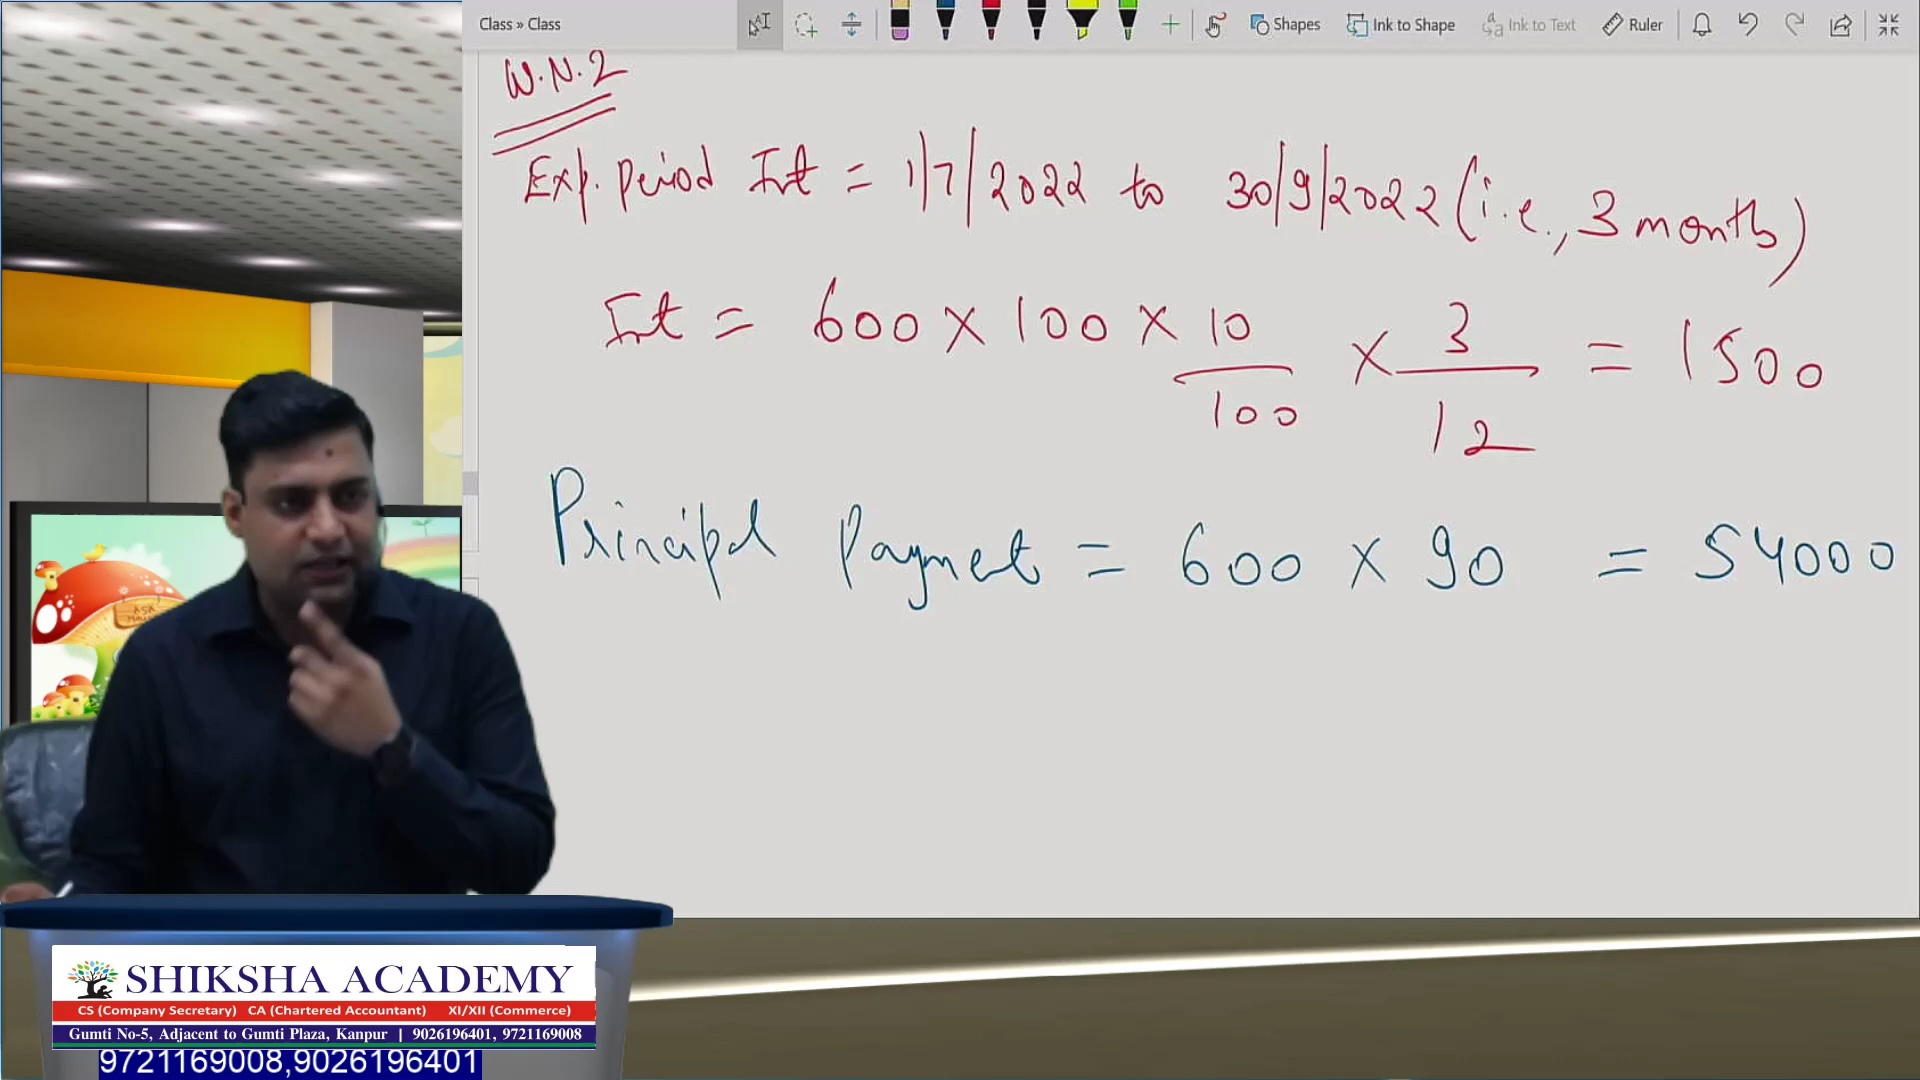 Class » Class
Shapes
Ink to Shape
Ink to Text
Ruler
W.N.2
Exp. Period Int = 1/7/2022 to 30/9/2022 (i.e., 3 month)
Int = 600 X 100 X 10/100 X 3/12 = 1500
Principal Paymet = 600 X 90 = 54000
SHIKSHA ACADEMY
CS (Company Secretary) CA (Chartered Accountant) XI/XII (Commerce)
Gumti No-5, Adjacent to Gumti Plaza, Kanpur | 9026196401, 9721169008
9721169008,9026196401